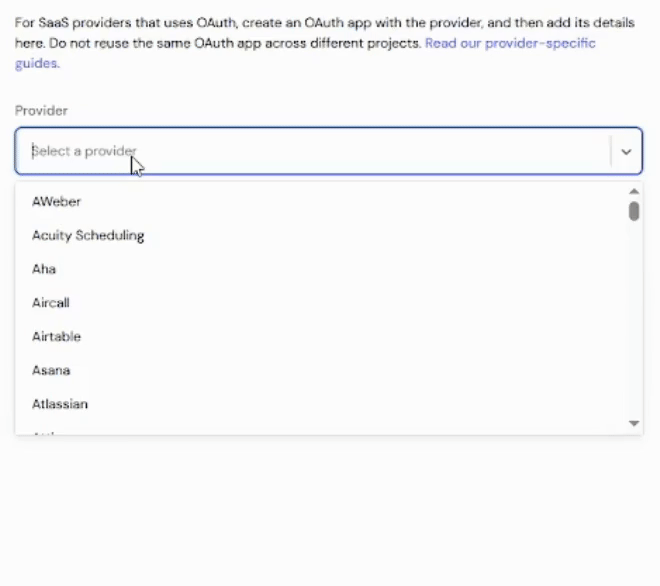 For SaaS providers that uses OAuth, create an OAuth app with the provider, and then add its details
here. Do not reuse the same OAuth app across different projects. Read our provider-specific
guides.
Provider
Select a provider
AWeber
Acuity Scheduling
Aha
Aircall
Airtable
Asana
Atlassian